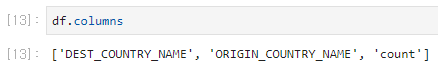 [13]: df.columns
[13]: ['DEST_COUNTRY_NAME', 'ORIGIN_COUNTRY_NAME', 'count']